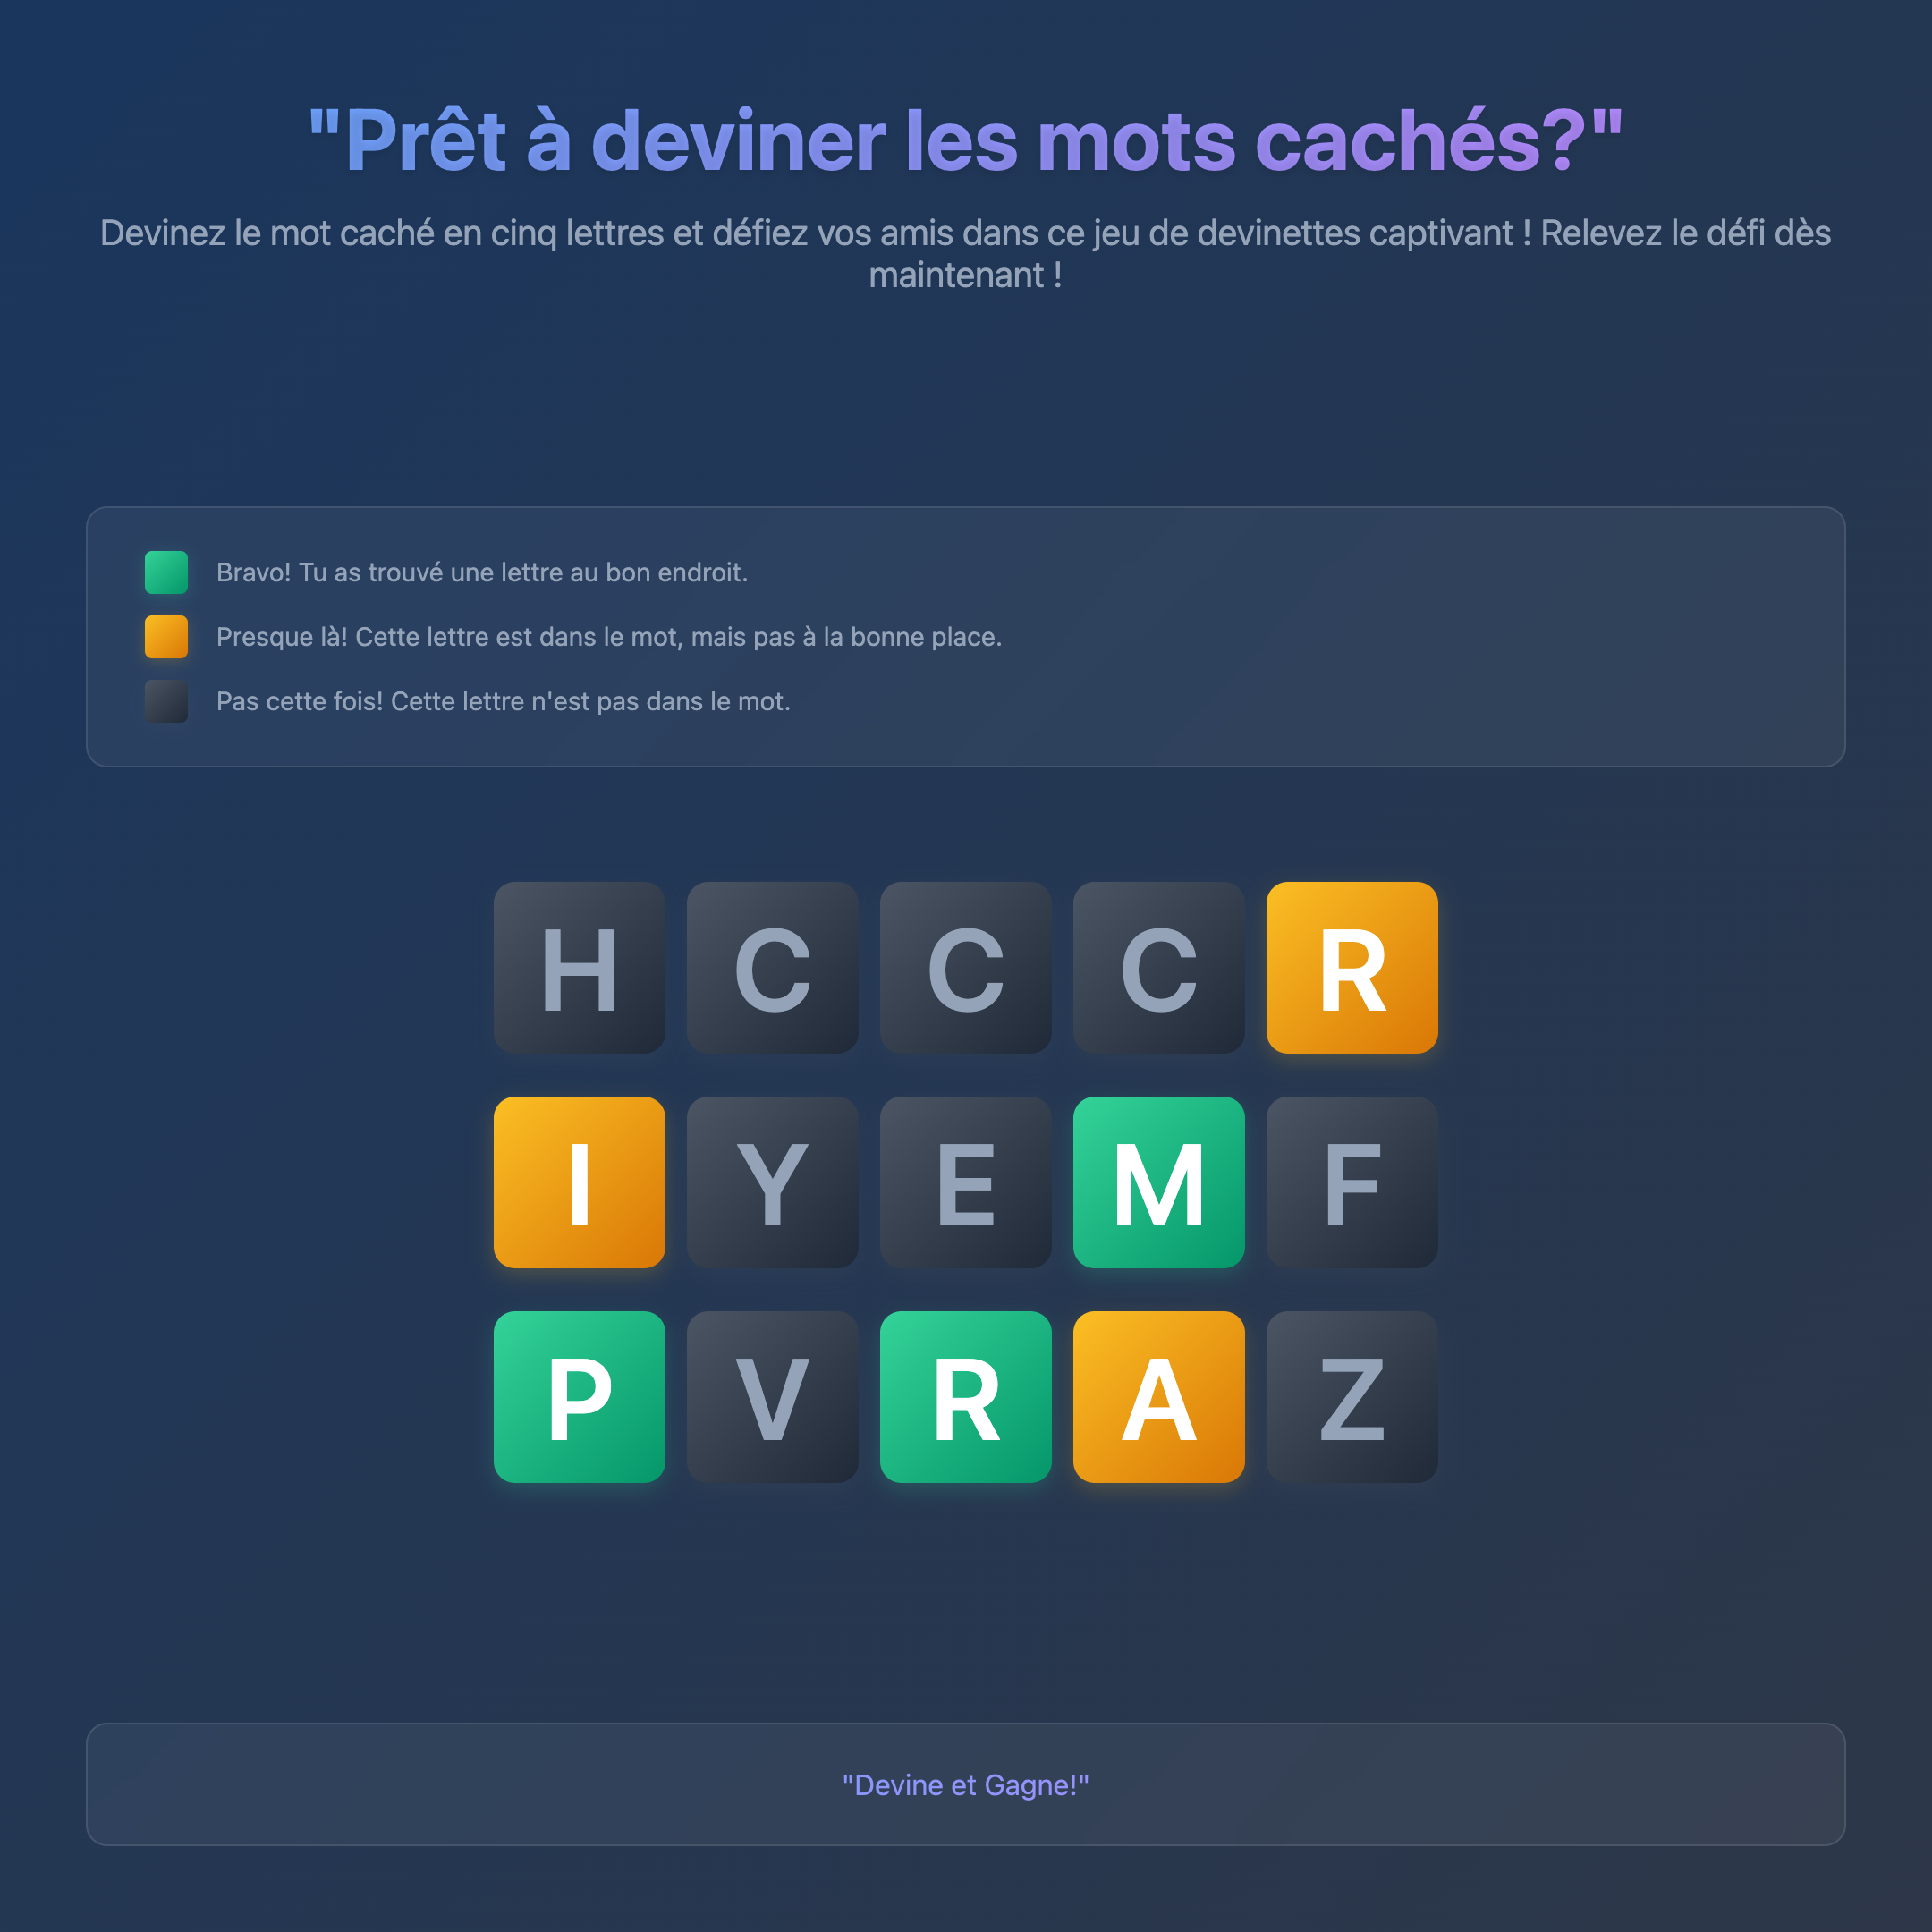 "Prêt à deviner les mots cachés?"
Devinez le mot caché en cinq lettres et défiez vos amis dans ce jeu de devinettes captivant ! Relevez le défi dès
maintenant !
Bravo! Tu as trouvé une lettre au bon endroit.
Presque là! Cette lettre est dans le mot, mais pas à la bonne place.
Pas cette fois! Cette lettre n'est pas dans le mot.
H C C C R
I Y E M F
P V R A Z
"Devine et Gagne!"